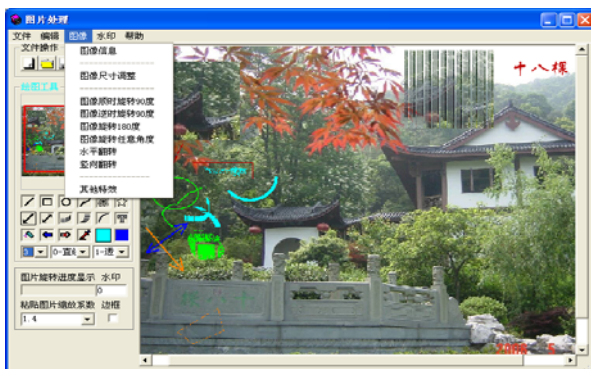 图片处理
文件 编辑 图像 水印 帮助
文件操作
图像信息
图像尺寸调整
图像顺时旋转90度
图像逆时旋转90度
图像旋转180度
图像旋转任意角度
水平翻转
竖向翻转
其他特效
绘图工具
十八棵
0-直
1-透
图片旋转进度显示 水印
0
粘贴图片缩放系数 边框
1.4